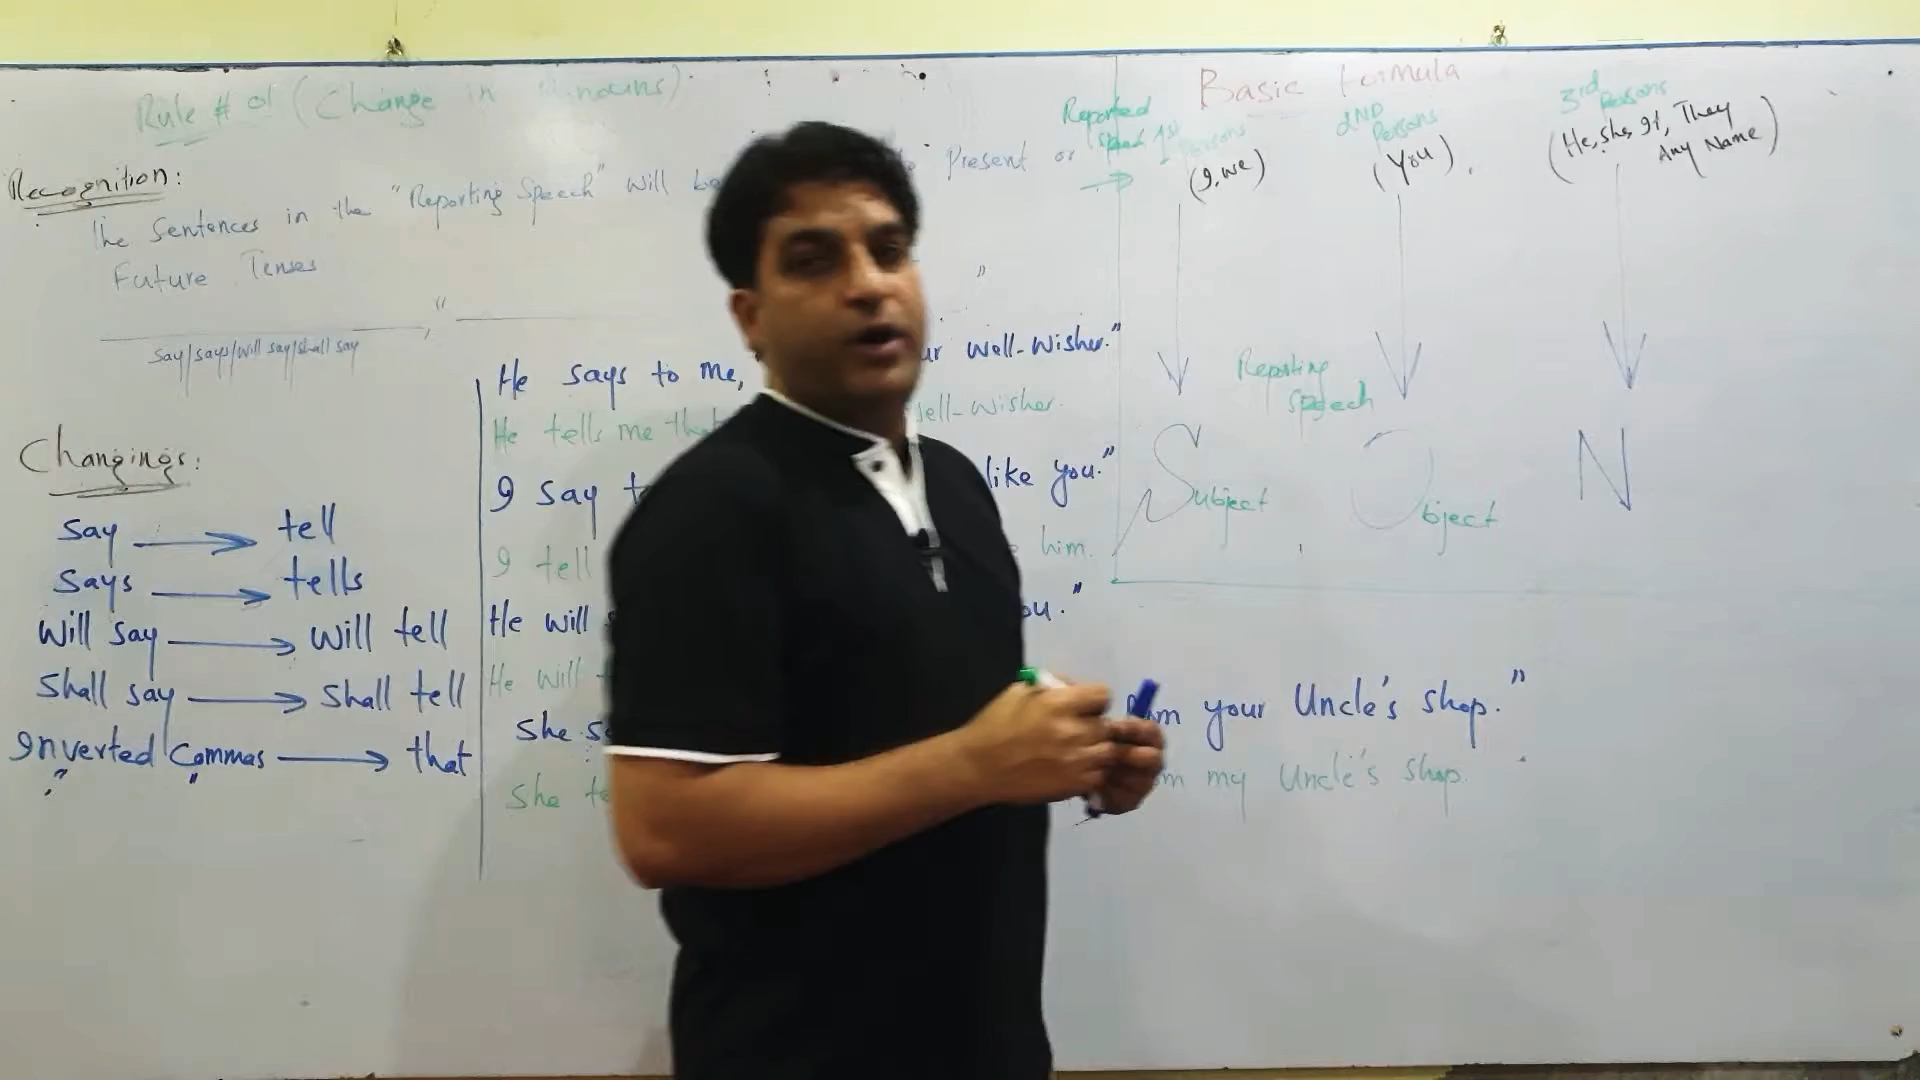 Rule # 01 (Change in Pronouns)
Recognition:
The Sentences in the "Reporting Speech" will be Present or
Future Tenses
," "
Say/says/will say/shall say
Changings:
Say → tell
Says → tells
Will say → will tell
Shall say → shall tell
Inverted Commas → that
" "
He says to me, Well-Wisher."
He tells me that Well-Wisher.
I say like you."
I tell him.
He will you."
He will
She your Uncle's shop."
She my Uncle's shop.
Basic Formula
Reported Speech 1st Persons
(I, we)
2ND Persons
(You).
3rd Persons
(He, She, It, They
Any Name)
Reporting
Speech
Subject Object N